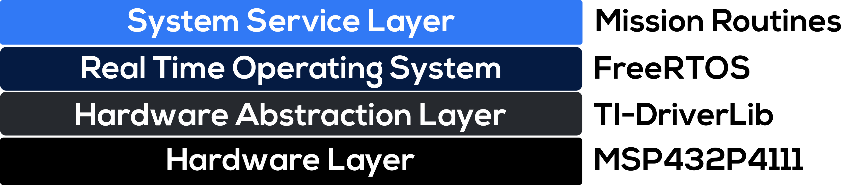 System Service Layer Mission Routines
Real Time Operating System FreeRTOS
Hardware Abstraction Layer TI-DriverLib
Hardware Layer MSP432P4111